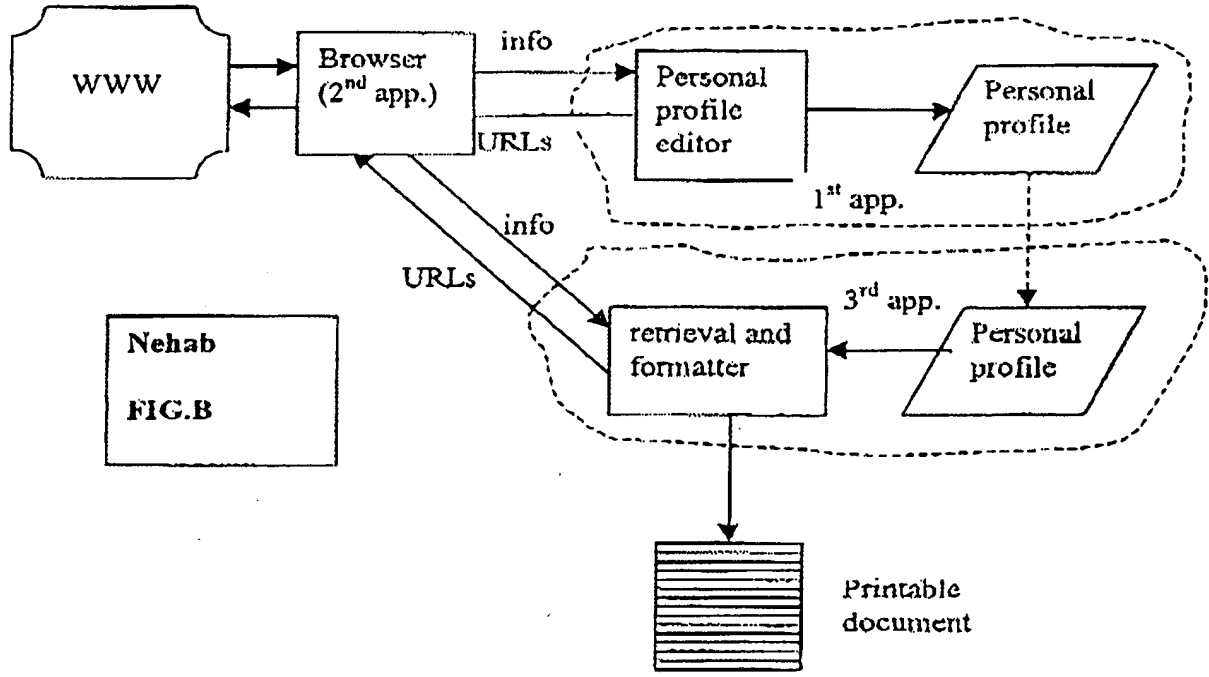 WWW
Browser
(2nd app.)
info
URLs
Personal
profile
editor
Personal
profile
1st app.
info
URLs
3rd app.
retrieval and
formatter
Personal
profile
Nehab
FIG.B
Printable
document